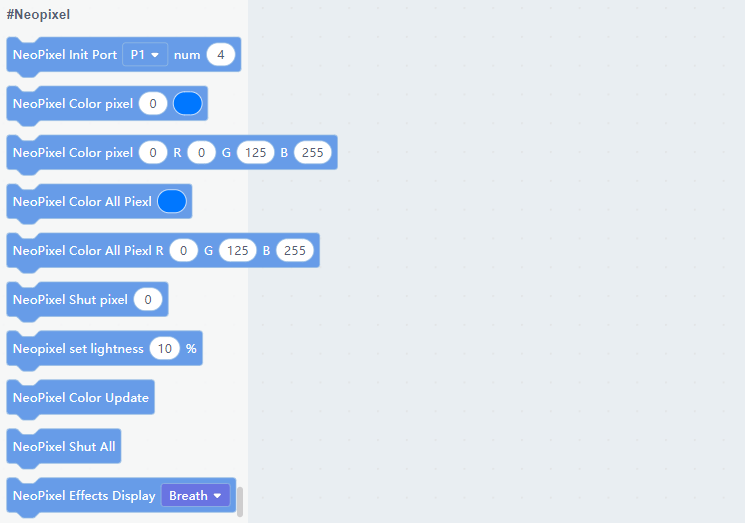 #Neopixel
NeoPixel Init Port P1 num 4
NeoPixel Color pixel 0
NeoPixel Color pixel 0 R 0 G 125 B 255
NeoPixel Color All Piexl
NeoPixel Color All Piexl R 0 G 125 B 255
NeoPixel Shut pixel 0
Neopixel set lightness 10 %
NeoPixel Color Update
NeoPixel Shut All
NeoPixel Effects Display Breath